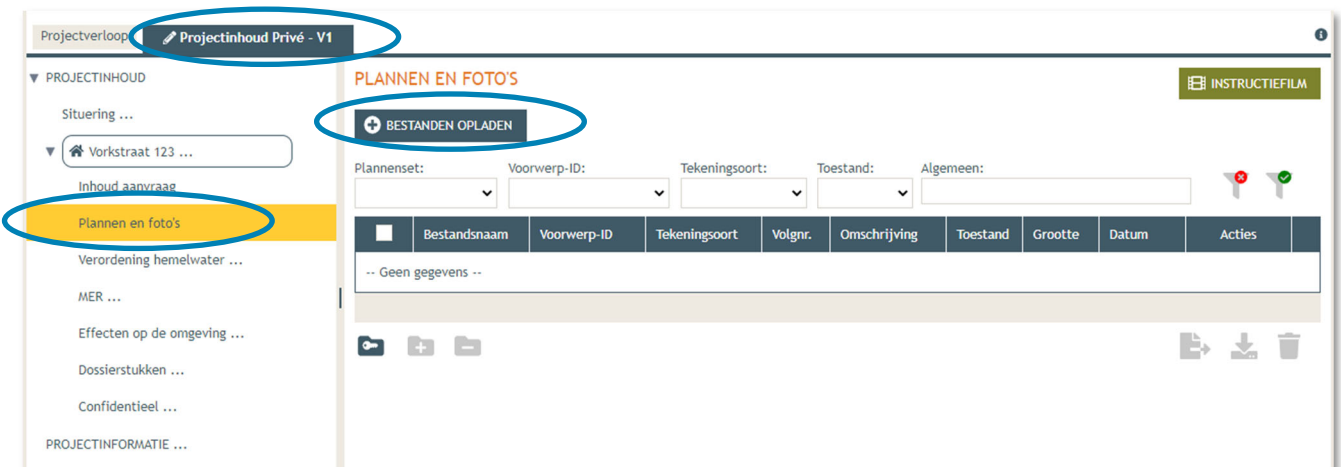 Projectverloop
Projectinhoud Privé - V1
PROJECTINHOUD
Situering ...
Vorkstraat 123 ...
Inhoud aanvraag
Plannen en foto's
Verordening hemelwater ...
MER ...
Effecten op de omgeving ...
Dossierstukken ...
Confidentieel ...
PROJECTINFORMATIE ...
PLANNEN EN FOTO'S
INSTRUCTIEFILM
BESTANDEN OPLADEN
Plannenset: Voorwerp-ID: Tekeningsoort: Toestand: Algemeen:
Bestandsnaam Voorwerp-ID Tekeningsoort Volgnr. Omschrijving Toestand Grootte Datum Acties
-- Geen gegevens --